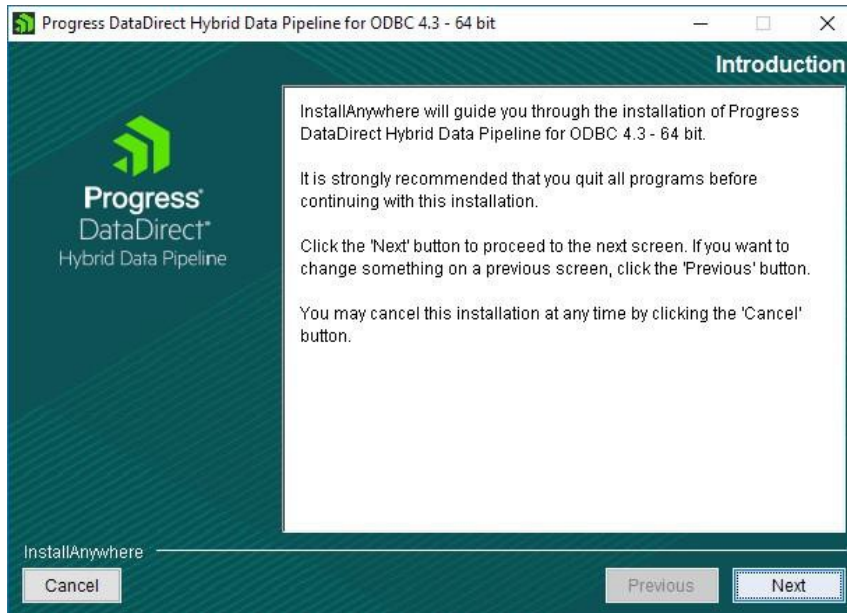 Progress DataDirect Hybrid Data Pipeline for ODBC 4.3 - 64 bit
Introduction
Progress
DataDirect
Hybrid Data Pipeline
InstallAnywhere will guide you through the installation of Progress
DataDirect Hybrid Data Pipeline for ODBC 4.3 - 64 bit.
It is strongly recommended that you quit all programs before
continuing with this installation.
Click the 'Next' button to proceed to the next screen. If you want to
change something on a previous screen, click the 'Previous' button.
You may cancel this installation at any time by clicking the 'Cancel'
button.
InstallAnywhere
Cancel
Previous
Next